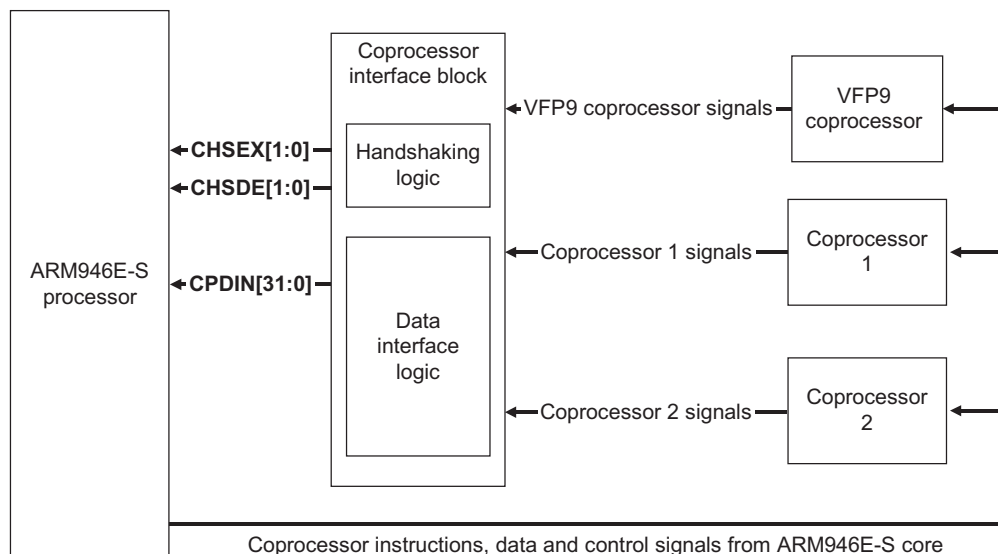 Coprocessor
interface block
VFP9 coprocessor signals
VFP9
coprocessor
CHSEX[1:0]
CHSDE[1:0]
Handshaking
logic
ARM946E-S
processor
CPDIN[31:0]
Coprocessor 1 signals
Coprocessor
1
Data
interface
logic
Coprocessor 2 signals
Coprocessor
2
Coprocessor instructions, data and control signals from ARM946E-S core